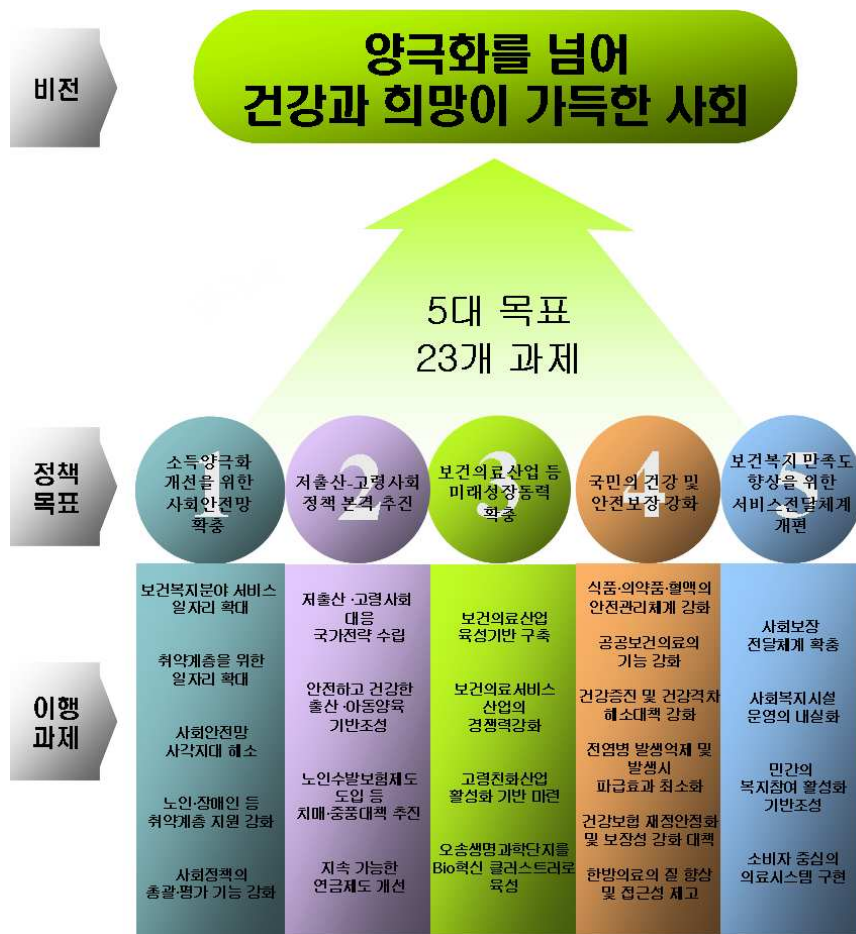 비전
양극화를 넘어
건강과 희망이 가득한 사회
5대 목표
23개 과제
정책
목표
1
소득양극화
개선을 위한
사회안전망
확충
2
저출산-고령사회
정책 본격 추진
3
보건의료산업 등
미래성장동력
확충
4
국민의 건강 및
안전보장 강화
5
보건복지 만족도
향상을 위한
서비스전달체계
개편
이행
과제
보건복지분야 서비스
일자리 확대
취약계층을 위한
일자리 확대
사회안전망
사각지대 해소
노인·장애인 등
취약계층 지원 강화
사회정책의
총괄·평가 기능 강화
저출산·고령사회
대응
국가전략 수립
안전하고 건강한
출산·아동양육
기반조성
노인수발보험제도
도입 등
치매·중풍대책 추진
지속 가능한
연금제도 개선
보건의료산업
육성기반 구축
보건의료서비스
산업의
경쟁력강화
고령친화산업
활성화 기반 마련
오송생명과학단지를
Bio혁신 클러스트러로
육성
식품·의약품·혈액의
안전관리체계 강화
공공보건의료의
기능 강화
건강증진 및 건강격차
해소대책 강화
전염병 발생억제 및
발생시
파급효과 최소화
건강보험 재정안정화
및 보장성 강화 대책
한방의료의 질 향상
및 접근성 제고
사회보장
전달체계 확충
사회복지시설
운영의 내실화
민간의
복지참여 활성화
기반조성
소비자 중심의
의료시스템 구현